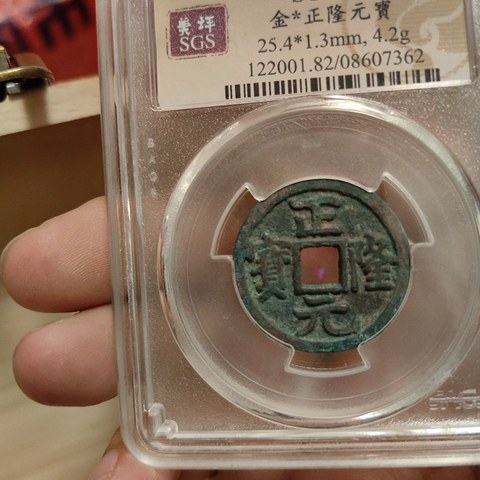 美祥
SGS
金*正隆元寶
25.4*1.3mm, 4.2g
122001.82/08607362
正
寶 隆
元